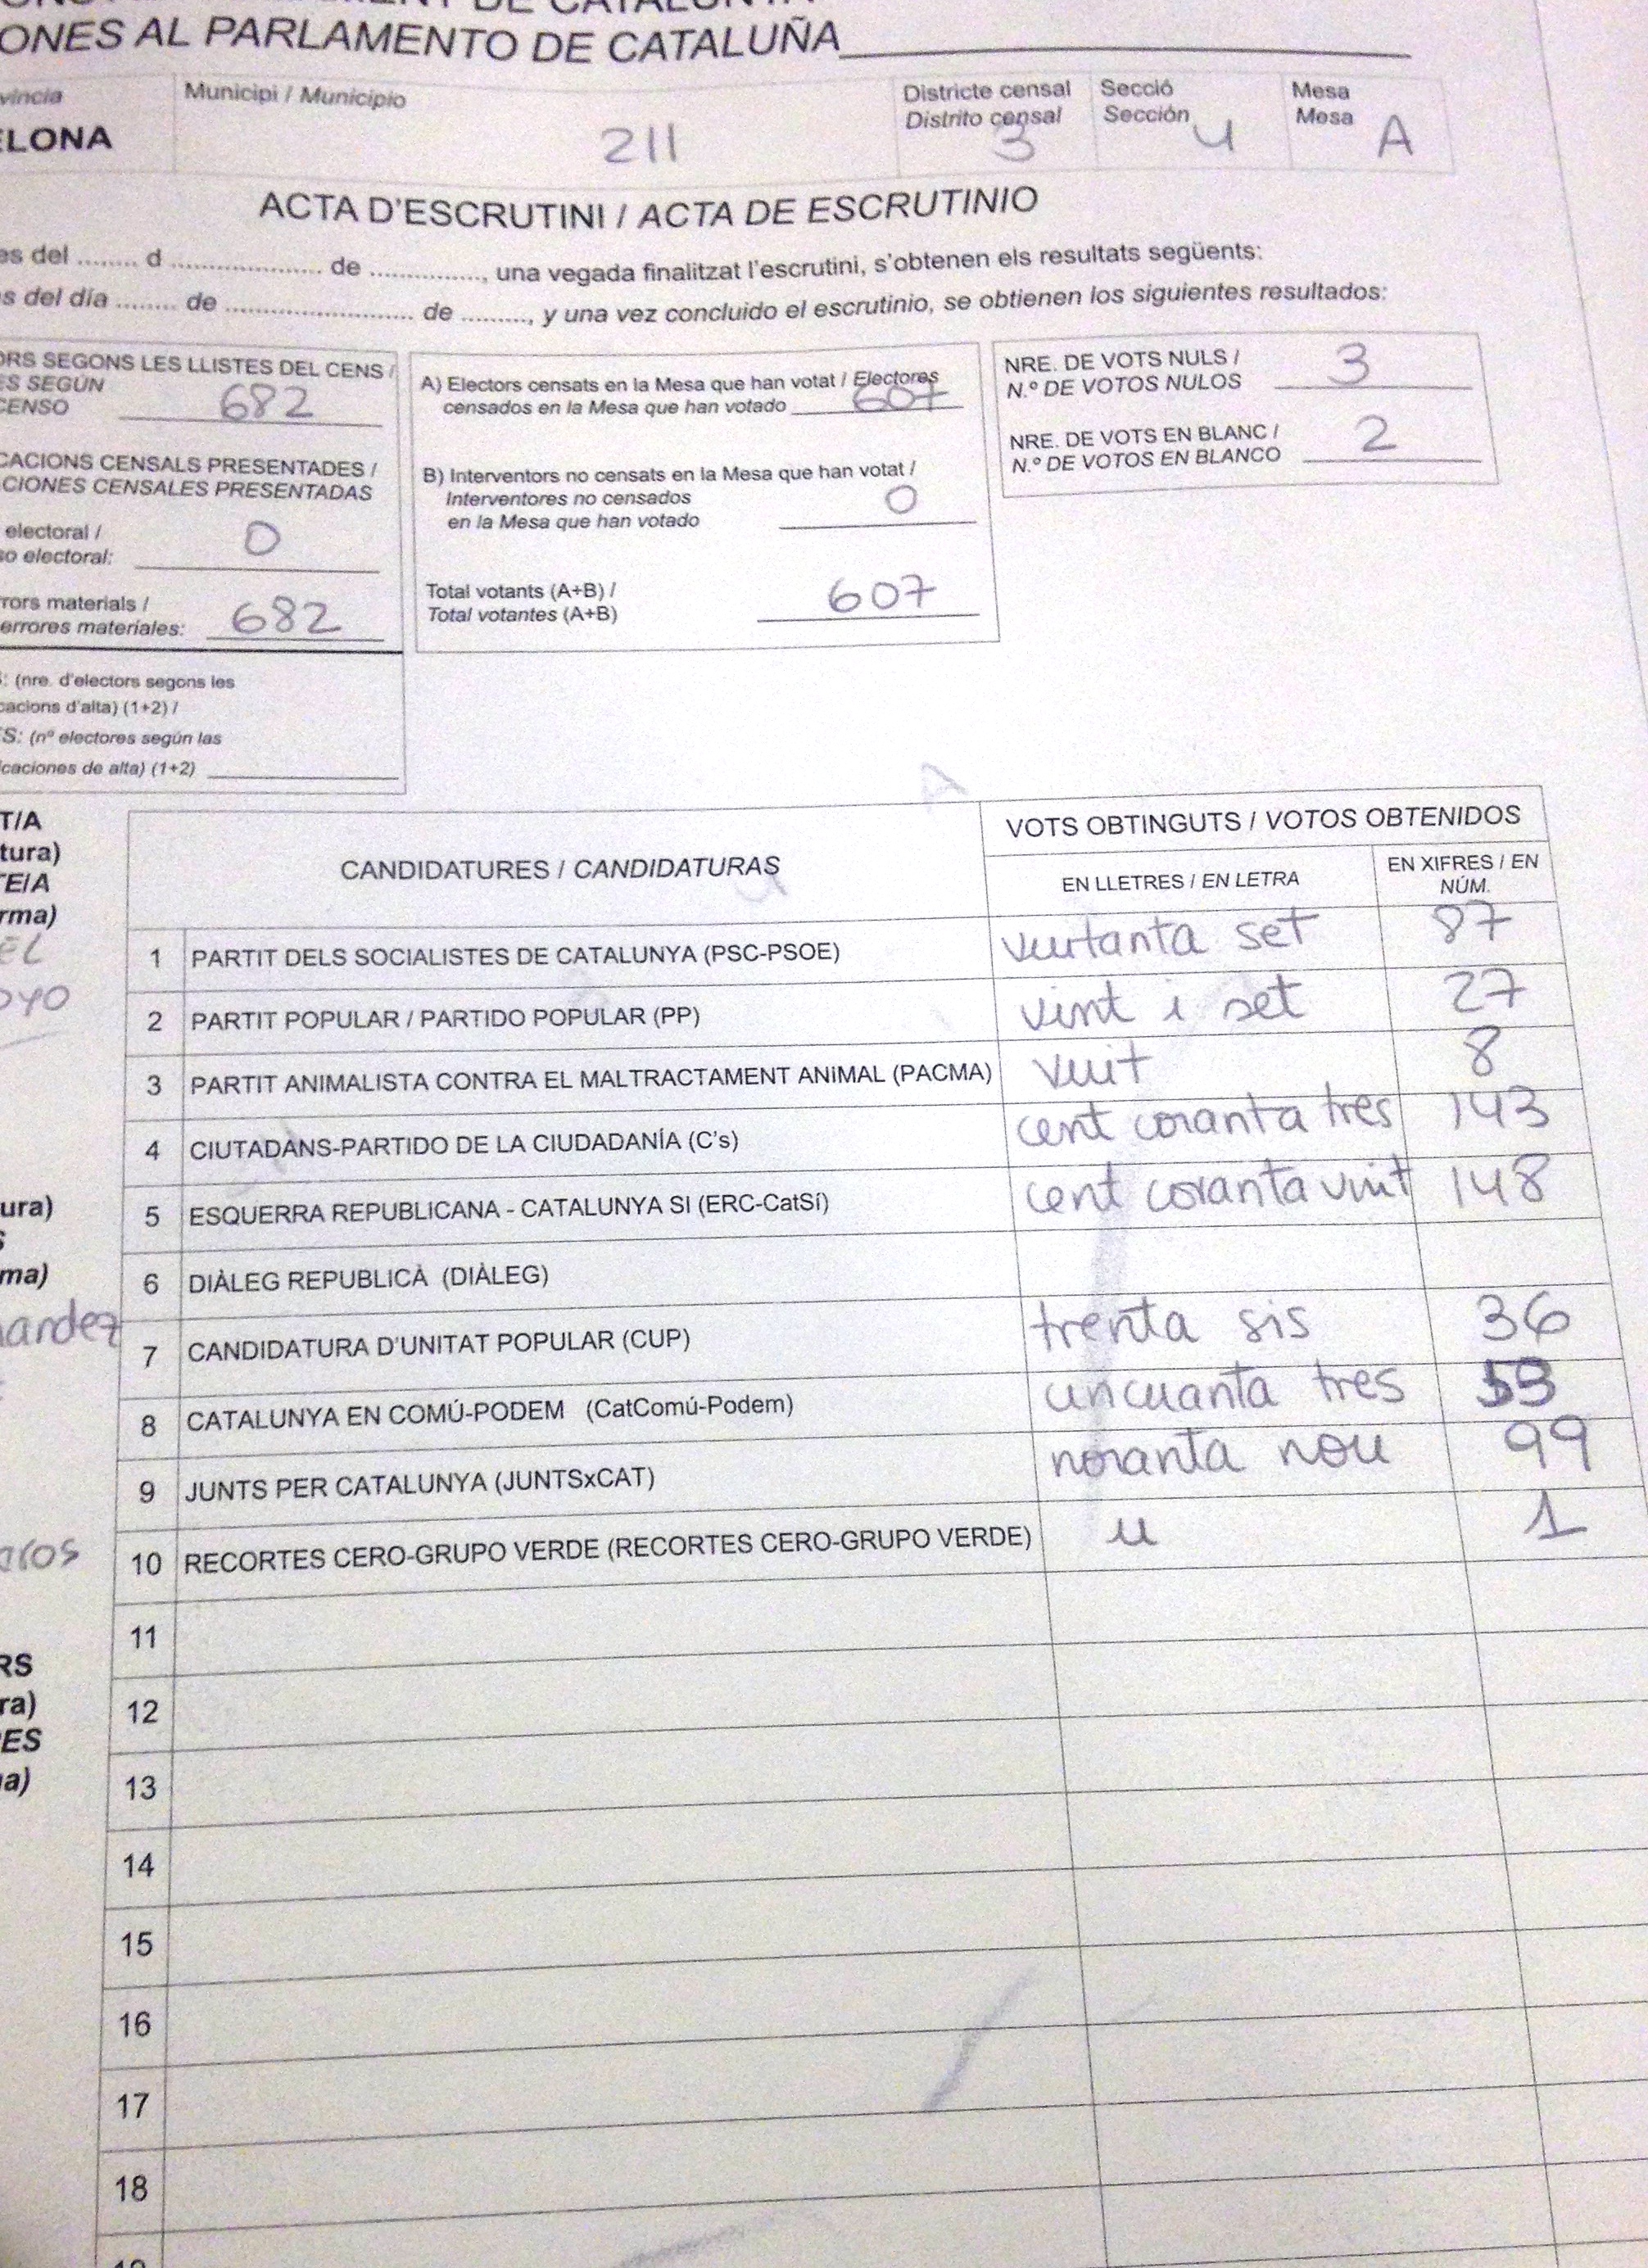 ONES AL PARLAMENTO DE CATALUÑA
Municipi / Municipio
211
Districte censal
Distrito censal
3
Secció
Sección
4
Mesa
Mesa
A
ELONA
ACTA D'ESCRUTINI / ACTA DE ESCRUTINIO
es del ........ d ...................... de ..............., una vegada finalitzat l'escrutini, s'obtenen els resultats següents:
s del día ........ de ...................... de ........, y una vez concluido el escrutinio, se obtienen los siguientes resultados:
ORS SEGONS LES LLISTES DEL CENS /
ES SEGÚN
CENSO
682
CACIONS CENSALS PRESENTADES /
CIONES CENSALES PRESENTADAS
electoral /
so electoral:
0
rors materials /
errores materiales:
682
: (nre. d'electors segons les
cacions d'alta) (1+2) /
S: (nº electores según las
caciones de alta) (1+2)
A) Electors censats en la Mesa que han votat / Electores
censados en la Mesa que han votado
607
B) Interventors no censats en la Mesa que han votat /
Interventores no censados
en la Mesa que han votado
0
Total votants (A+B) /
Total votantes (A+B)
607
NRE. DE VOTS NULS /
N.º DE VOTOS NULOS
3
NRE. DE VOTS EN BLANC /
N.º DE VOTOS EN BLANCO
2
CANDIDATURES / CANDIDATURAS
VOTS OBTINGUTS / VOTOS OBTENIDOS
EN LLETRES / EN LETRA
EN XIFRES / EN
NÚM.
1 PARTIT DELS SOCIALISTES DE CATALUNYA (PSC-PSOE) vuitanta set 87
2 PARTIT POPULAR / PARTIDO POPULAR (PP) vint i set 27
3 PARTIT ANIMALISTA CONTRA EL MALTRACTAMENT ANIMAL (PACMA) vuit 8
4 CIUTADANS-PARTIDO DE LA CIUDADANÍA (C's) cent coranta tres 143
5 ESQUERRA REPUBLICANA - CATALUNYA SI (ERC-CatSí) cent coranta vuit 148
6 DIÀLEG REPUBLICÀ (DIÀLEG)
7 CANDIDATURA D'UNITAT POPULAR (CUP) trenta sis 36
8 CATALUNYA EN COMÚ-PODEM (CatComú-Podem) cincuanta tres 53
9 JUNTS PER CATALUNYA (JUNTSxCAT) noranta nou 99
10 RECORTES CERO-GRUPO VERDE (RECORTES CERO-GRUPO VERDE) u 1
11
12
13
14
15
16
17
18